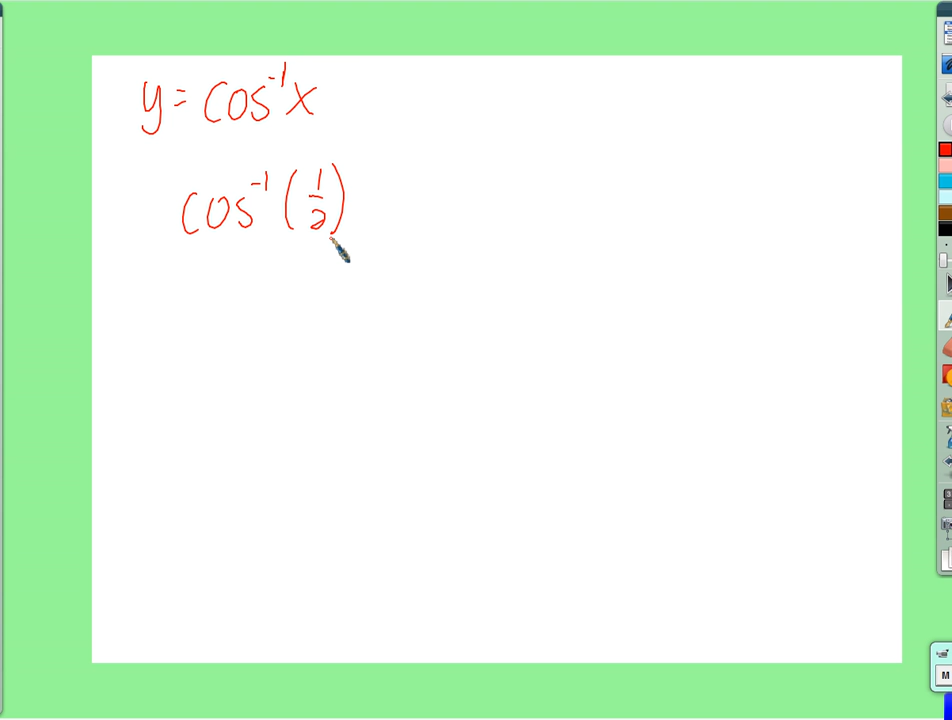 y = cos⁻¹x
cos⁻¹(1/2)
M